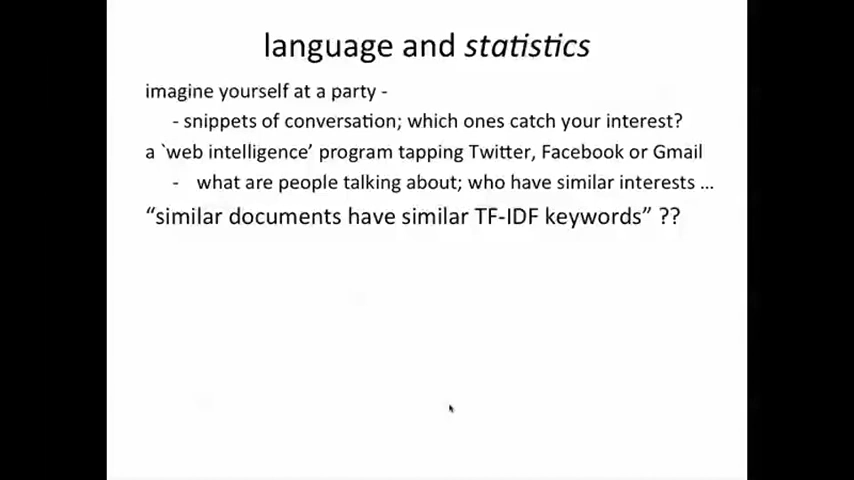 language and statistics
imagine yourself at a party -
- snippets of conversation; which ones catch your interest?
a `web intelligence’ program tapping Twitter, Facebook or Gmail
- what are people talking about; who have similar interests ...
“similar documents have similar TF-IDF keywords” ??